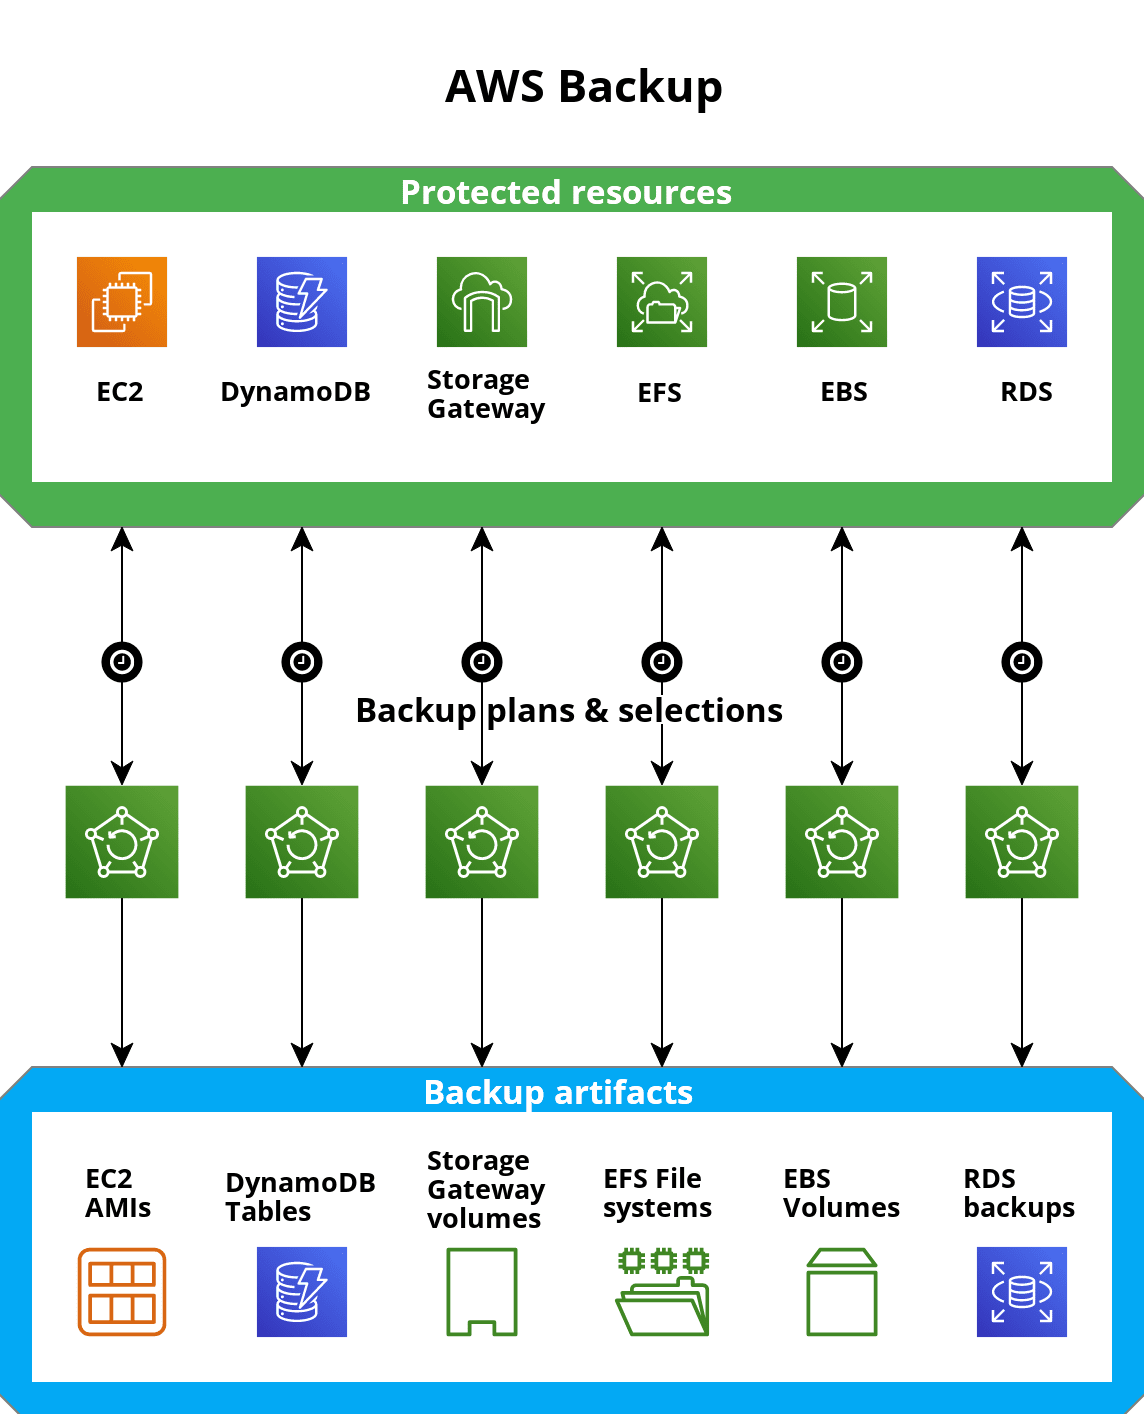 AWS Backup
Protected resources
EC2
DynamoDB
Storage
Gateway
EFS
EBS
RDS
Backup plans & selections
Backup artifacts
EC2
AMIs
DynamoDB
Tables
Storage
Gateway
volumes
EFS File
systems
EBS
Volumes
RDS
backups